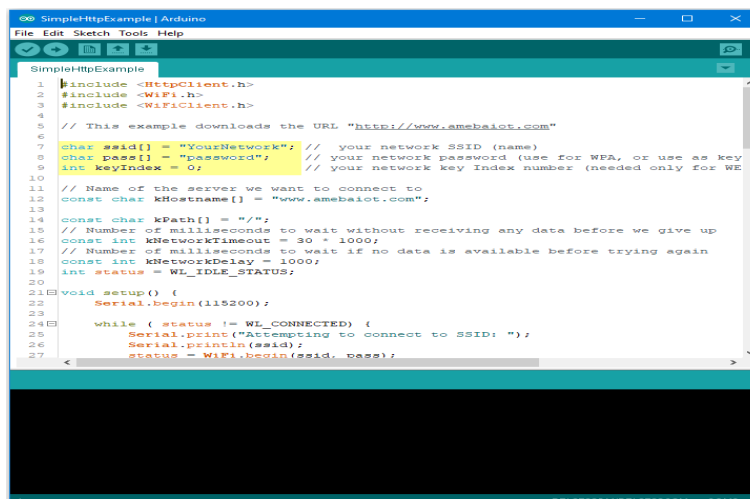 SimpleHttpExample | Arduino
File Edit Sketch Tools Help
SimpleHttpExample
1 #include <HttpClient.h>
2 #include <WiFi.h>
3 #include <WiFiClient.h>
4
5 // This example downloads the URL "http://www.amebaiot.com"
6
7 char ssid[] = "YourNetwork"; // your network SSID (name)
8 char pass[] = "password"; // your network password (use for WPA, or use as key
9 int keyIndex = 0; // your network key Index number (needed only for WE
10
11 // Name of the server we want to connect to
12 const char kHostname[] = "www.amebaiot.com";
13
14 const char kPath[] = "/";
15 // Number of milliseconds to wait without receiving any data before we give up
16 const int kNetworkTimeout = 30 * 1000;
17 // Number of milliseconds to wait if no data is available before trying again
18 const int kNetworkDelay = 1000;
19 int status = WL_IDLE_STATUS;
20
21 void setup() {
22 Serial.begin(115200);
23
24 while ( status != WL_CONNECTED) {
25 Serial.print("Attempting to connect to SSID: ");
26 Serial.println(ssid);
27 status = WiFi.begin(ssid, pass);